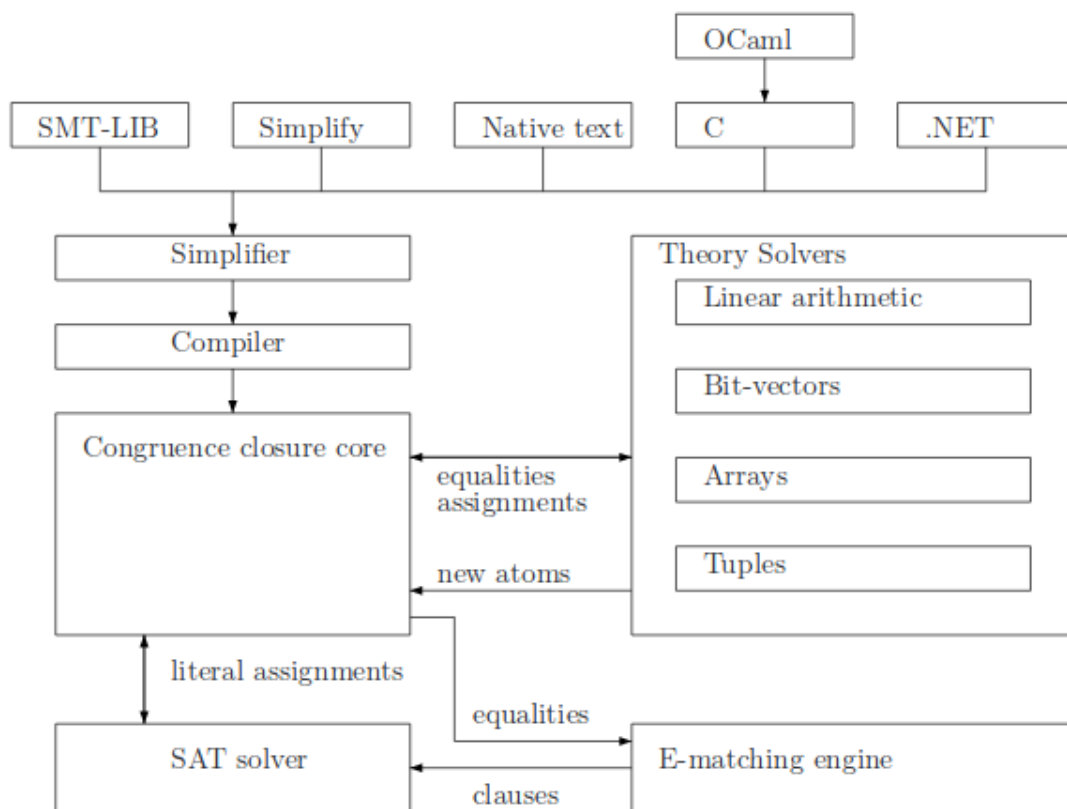 OCaml
SMT-LIB
Simplify
Native text
C
.NET
Simplifier
Compiler
Congruence closure core
equalities
assignments
new atoms
Theory Solvers
Linear arithmetic
Bit-vectors
Arrays
Tuples
literal assignments
equalities
SAT solver
E-matching engine
clauses